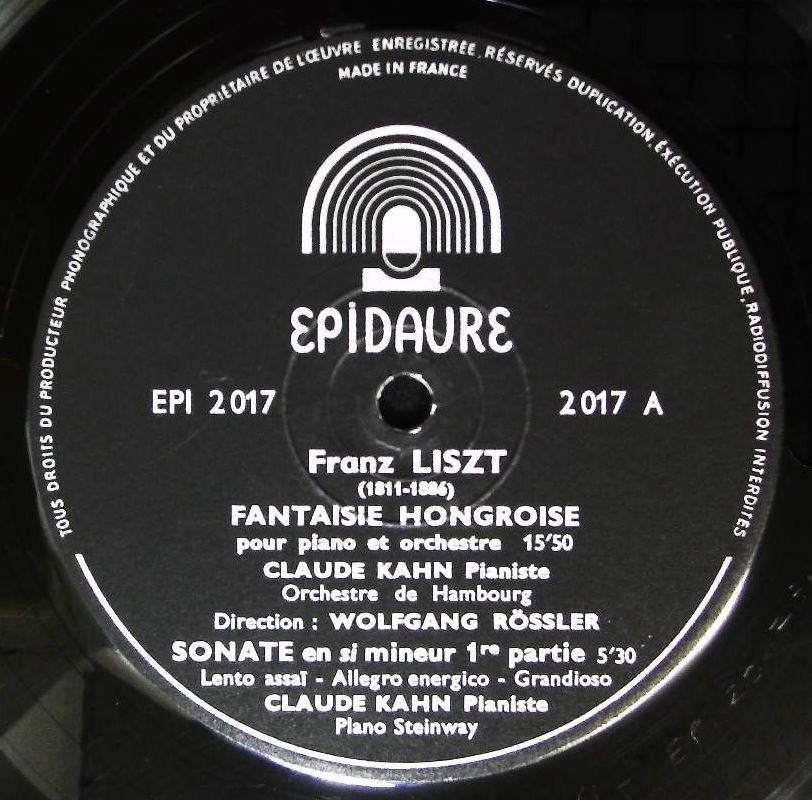 TOUS DROITS DU PRODUCTEUR PHONOGRAPHIQUE ET DU PROPRIÉTAIRE DE L'ŒUVRE ENREGISTRÉE, RÉSERVÉS DUPLICATION, EXÉCUTION PUBLIQUE, RADIODIFFUSION INTERDITES
MADE IN FRANCE
EPIDAURE
EPI 2017
2017 A
Franz LISZT
(1811-1886)
FANTAISIE HONGROISE
pour piano et orchestre 15'50
CLAUDE KAHN Pianiste
Orchestre de Hambourg
Direction : WOLFGANG RÖSSLER
SONATE en si mineur 1re partie 5'30
Lento assaï - Allegro energico - Grandioso
CLAUDE KAHN Pianiste
Piano Steinway